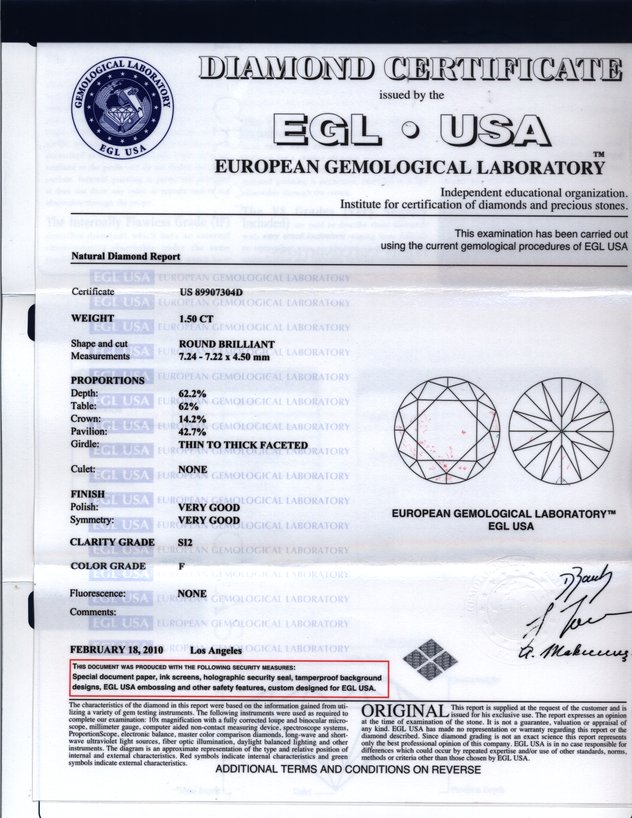 GEMOLOGICAL LABORATORY
EGL USA
DIAMOND CERTIFICATE
issued by the
EGL • USA
EUROPEAN GEMOLOGICAL LABORATORY™
Independent educational organization.
Institute for certification of diamonds and precious stones.
This examination has been carried out
using the current gemological procedures of EGL USA
Natural Diamond Report
Certificate US 89907304D
WEIGHT 1.50 CT
Shape and cut ROUND BRILLIANT
Measurements 7.24 - 7.22 x 4.50 mm
PROPORTIONS
Depth: 62.2%
Table: 62%
Crown: 14.2%
Pavilion: 42.7%
Girdle: THIN TO THICK FACETED
Culet: NONE
FINISH
Polish: VERY GOOD
Symmetry: VERY GOOD
CLARITY GRADE SI2
COLOR GRADE F
Fluorescence: NONE
Comments:
EUROPEAN GEMOLOGICAL LABORATORY™
EGL USA
FEBRUARY 18, 2010 Los Angeles
THIS DOCUMENT WAS PRODUCED WITH THE FOLLOWING SECURITY MEASURES:
Special document paper, ink screens, holographic security seal, tamperproof background
designs, EGL USA embossing and other safety features, custom designed for EGL USA.
The characteristics of the diamond in this report were based on the information gained from uti-
lizing a variety of gem testing instruments. The following instruments were used as required to
complete our examination: 10x magnification with a fully corrected loupe and binocular micro-
scope, millimeter gauge, computer aided non-contact measuring device, spectroscope systems,
ProportionScope, electronic balance, master color comparison diamonds, long-wave and short-
wave ultraviolet light sources, fiber optic illumination, daylight balanced lighting and other
instruments. The diagram is an approximate representation of the type and relative position of
internal and external characteristics. Red symbols indicate internal characteristics and green
symbols indicate external characteristics.
ORIGINAL This report is supplied at the request of the customer and is
issued for his exclusive use. The report expresses an opinion
at the time of examination of the stone. It is not a guarantee, valuation or appraisal of
any kind. EGL USA has made no representation or warranty regarding this report or the
diamond described. Since diamond grading is not an exact science this report represents
only the best professional opinion of this company. EGL USA is in no case responsible for
differences which could occur by repeated expertise and/or use of other standards, norms,
methods or criteria other than those chosen by EGL USA.
ADDITIONAL TERMS AND CONDITIONS ON REVERSE